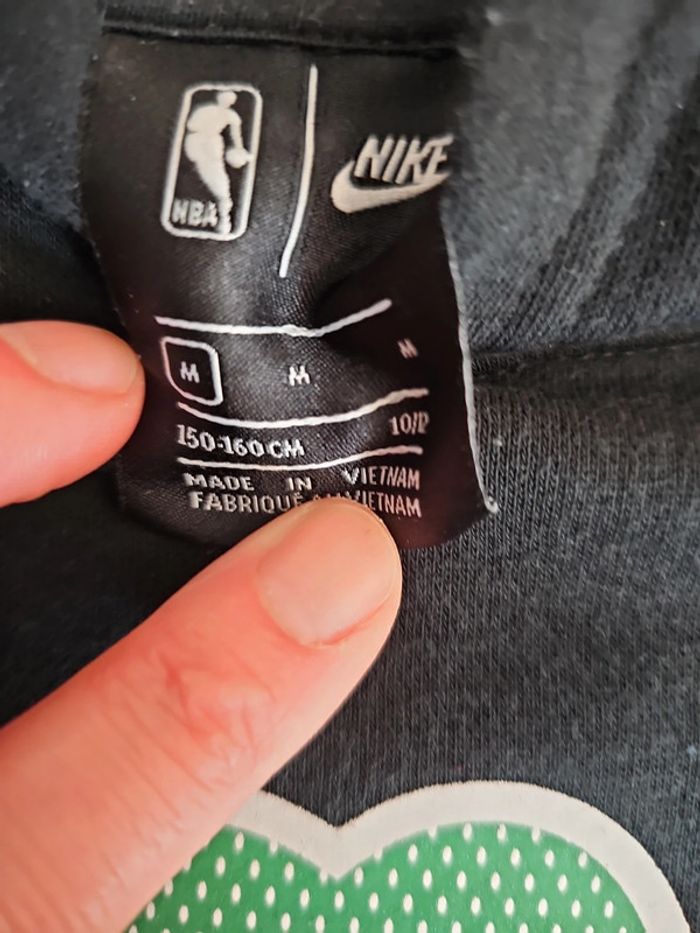 NBA
NIKE
M M M
150-160 CM 10/12
MADE IN VIETNAM
FABRIQUÉ VIETNAM